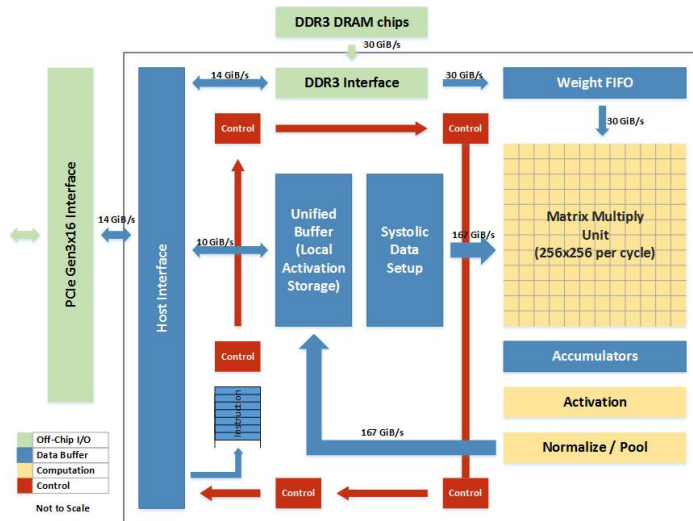 DDR3 DRAM chips
30 GiB/s
14 GiB/s
DDR3 Interface
30 GiB/s
Weight FIFO
30 GiB/s
Control
Control
PCIe Gen3x16 Interface
14 GiB/s
Host Interface
10 GiB/s
Unified
Buffer
(Local
Activation
Storage)
Systolic
Data
Setup
167 GiB/s
Matrix Multiply
Unit
(256x256 per cycle)
Control
Accumulators
Instruction
Activation
167 GiB/s
Normalize / Pool
Off-Chip I/O
Data Buffer
Computation
Control
Not to Scale
Control
Control